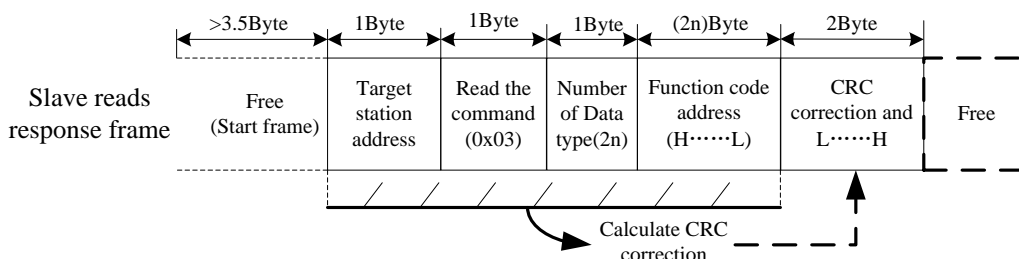 >3.5Byte 1Byte 1Byte 1Byte (2n)Byte 2Byte
Slave reads
response frame
Free
(Start frame)
Target
station
address
Read the
command
(0x03)
Number
of Data
type(2n)
Function code
address
(H······L)
CRC
correction and
L······H
Free
Calculate CRC
correction